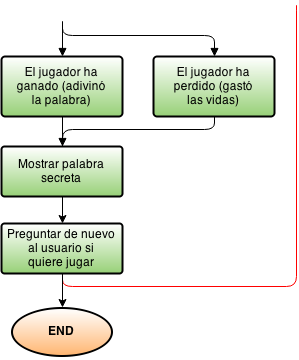 El jugador ha
ganado (adivinó
la palabra)
El jugador ha
perdido (gastó
las vidas)
Mostrar palabra
secreta
Preguntar de nuevo
al usuario si
quiere jugar
END